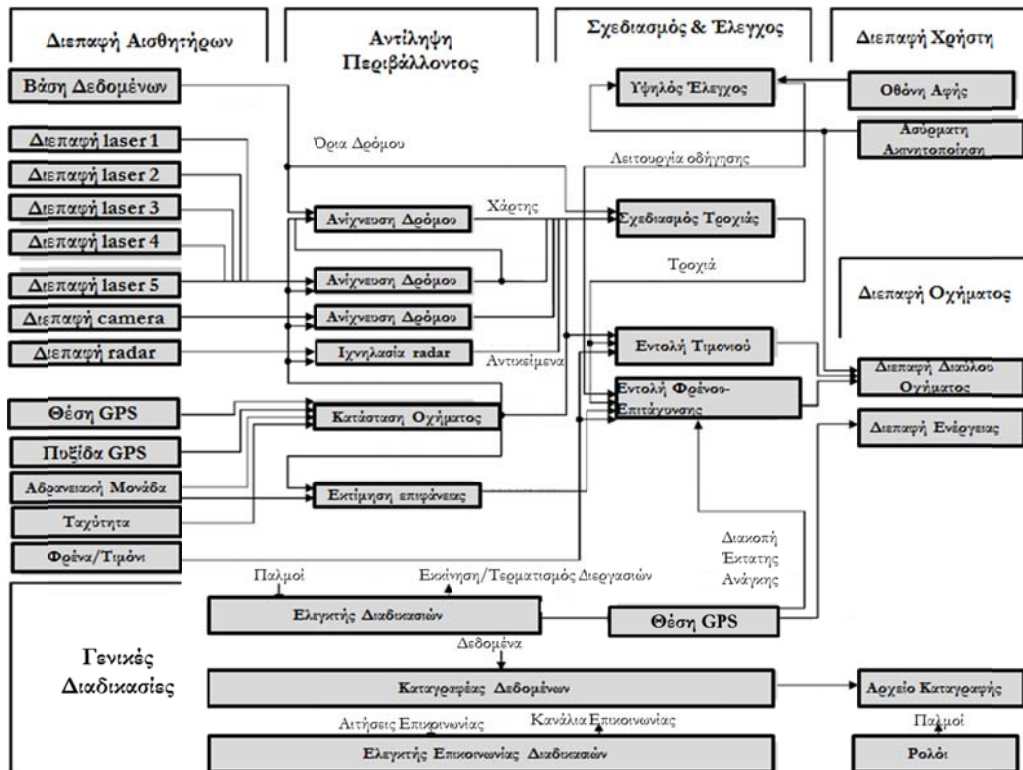 Διεπαφή Αισθητήρων
Αντίληψη
Περιβάλλοντος
Σχεδιασμός & Έλεγχος
Διεπαφή Χρήστη
Βάση Δεδομένων
Υψηλός Έλεγχος
Οθόνη Αφής
Διεπαφή laser 1
Όρια Δρόμου
Ασύρματη
Ακινητοποίηση
Λειτουργία οδήγησης
Διεπαφή laser 2
Διεπαφή laser 3
Ανίχνευση Δρόμου
Χάρτης
Σχεδιασμός Τροχιάς
Διεπαφή laser 4
Τροχιά
Διεπαφή laser 5
Ανίχνευση Δρόμου
Διεπαφή Οχήματος
Διεπαφή camera
Ανίχνευση Δρόμου
Διεπαφή radar
Ιχνηλασία radar
Αντικείμενα
Εντολή Τιμονιού
Διεπαφή Διαύλου
Οχήματος
Εντολή Φρένου-
Επιτάχυνσης
Θέση GPS
Κατάσταση Οχήματος
Διεπαφή Ενέργειας
Πυξίδα GPS
Αδρανειακή Μονάδα
Εκτίμηση επιφάνειας
Ταχύτητα
Φρένα/Τιμόνι
Διακοπή
Έκτατης
Ανάγκης
Παλμοί
Εκκίνηση/Τερματισμός Διεργασιών
Ελεγκτής Διαδικασιών
Θέση GPS
Γενικές
Διαδικασίες
Δεδομένα
Καταγραφέας Δεδομένων
Αρχείο Καταγραφής
Αιτήσεις Επικοινωνίας
Κανάλια Επικοινωνίας
Παλμοί
Ελεγκτής Επικοινωνίας Διαδικασιών
Ρολόι